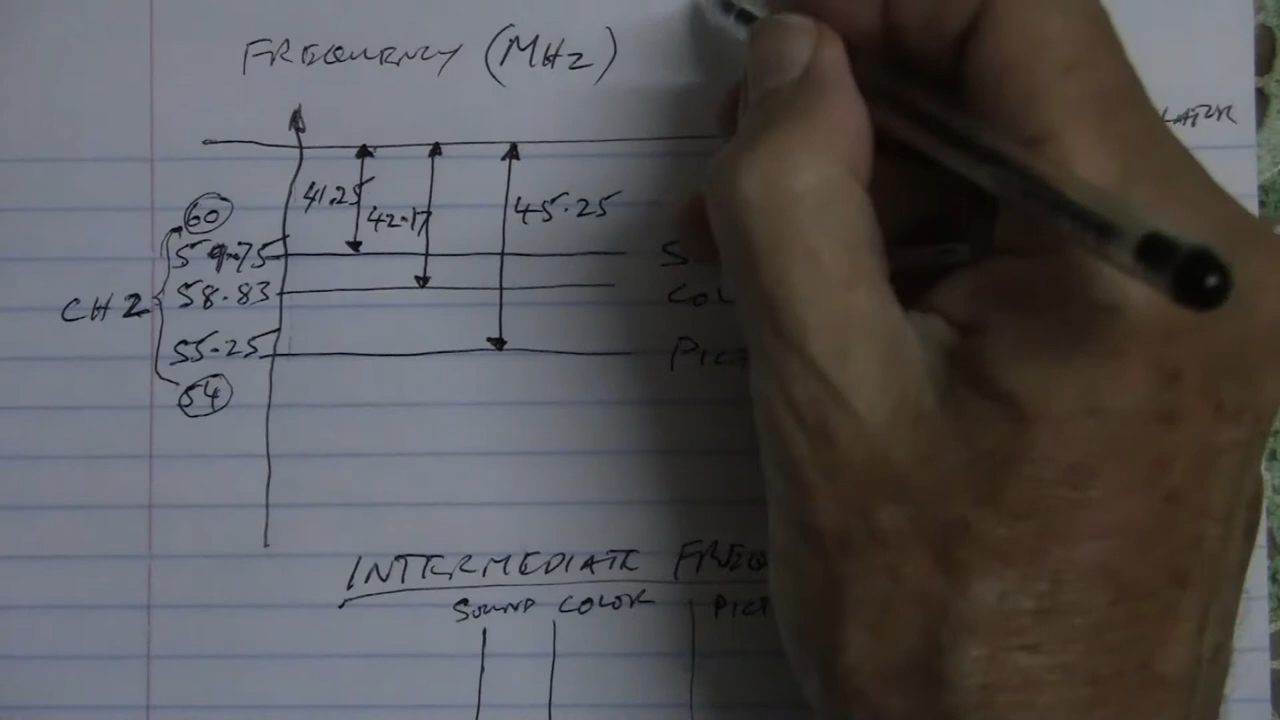 FREQUENCY (MHz)
41.25
42.17
45.25
60
59.75
CH 2
58.83
55.25
54
INTERMEDIATE
SOUND COLOR